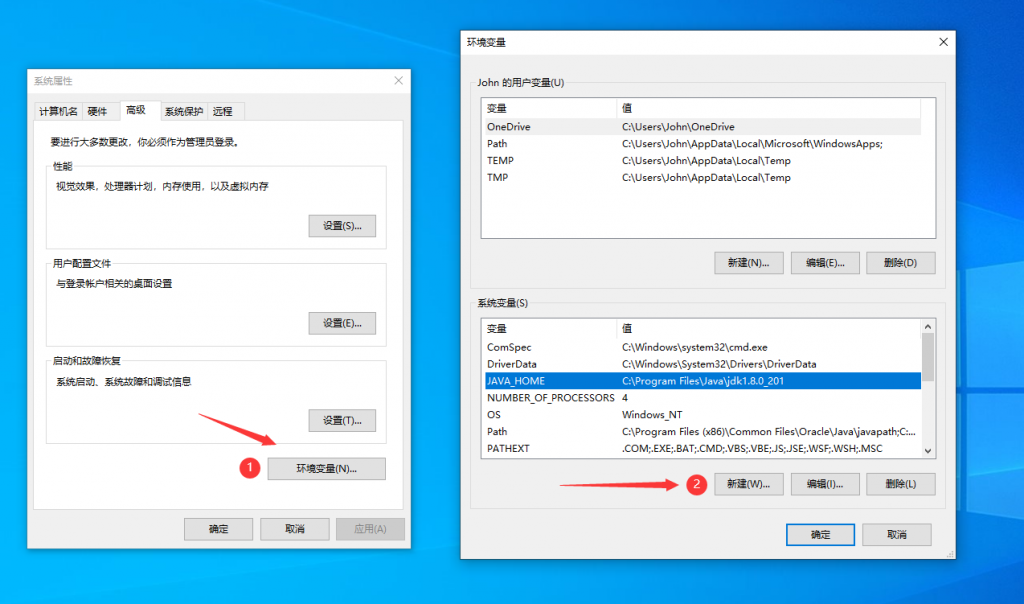 系统属性
计算机名 硬件 高级 系统保护 远程
要进行大多数更改，你必须作为管理员登录。
性能
视觉效果，处理器计划，内存使用，以及虚拟内存
设置(S)...
用户配置文件
与登录帐户相关的桌面设置
设置(E)...
启动和故障恢复
系统启动、系统故障和调试信息
设置(T)...
1 环境变量(N)...
确定 取消 应用(A)
环境变量
John 的用户变量(U)
变量 值
OneDrive C:\Users\John\OneDrive
Path C:\Users\John\AppData\Local\Microsoft\WindowsApps;
TEMP C:\Users\John\AppData\Local\Temp
TMP C:\Users\John\AppData\Local\Temp
新建(N)... 编辑(E)... 删除(D)
系统变量(S)
变量 值
ComSpec C:\Windows\system32\cmd.exe
DriverData C:\Windows\System32\Drivers\DriverData
JAVA_HOME C:\Program Files\Java\jdk1.8.0_201
NUMBER_OF_PROCESSORS 4
OS Windows_NT
Path C:\Program Files (x86)\Common Files\Oracle\Java\javapath;C:...
PATHEXT .COM;.EXE;.BAT;.CMD;.VBS;.VBE;.JS;.JSE;.WSF;.WSH;.MSC
2 新建(W)... 编辑(I)... 删除(L)
确定 取消